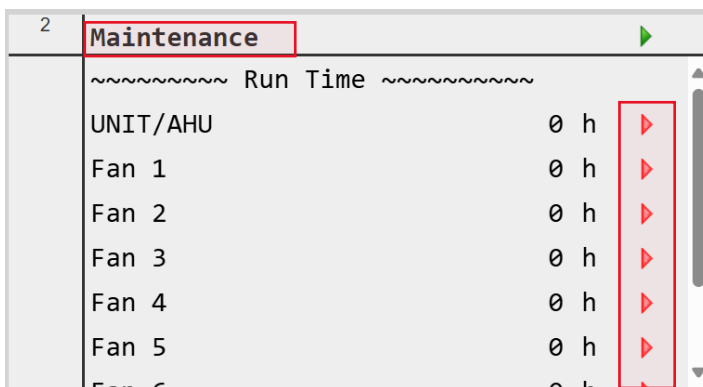 2
Maintenance
~~~~~~~~~ Run Time ~~~~~~~~~~
UNIT/AHU 0 h
Fan 1 0 h
Fan 2 0 h
Fan 3 0 h
Fan 4 0 h
Fan 5 0 h